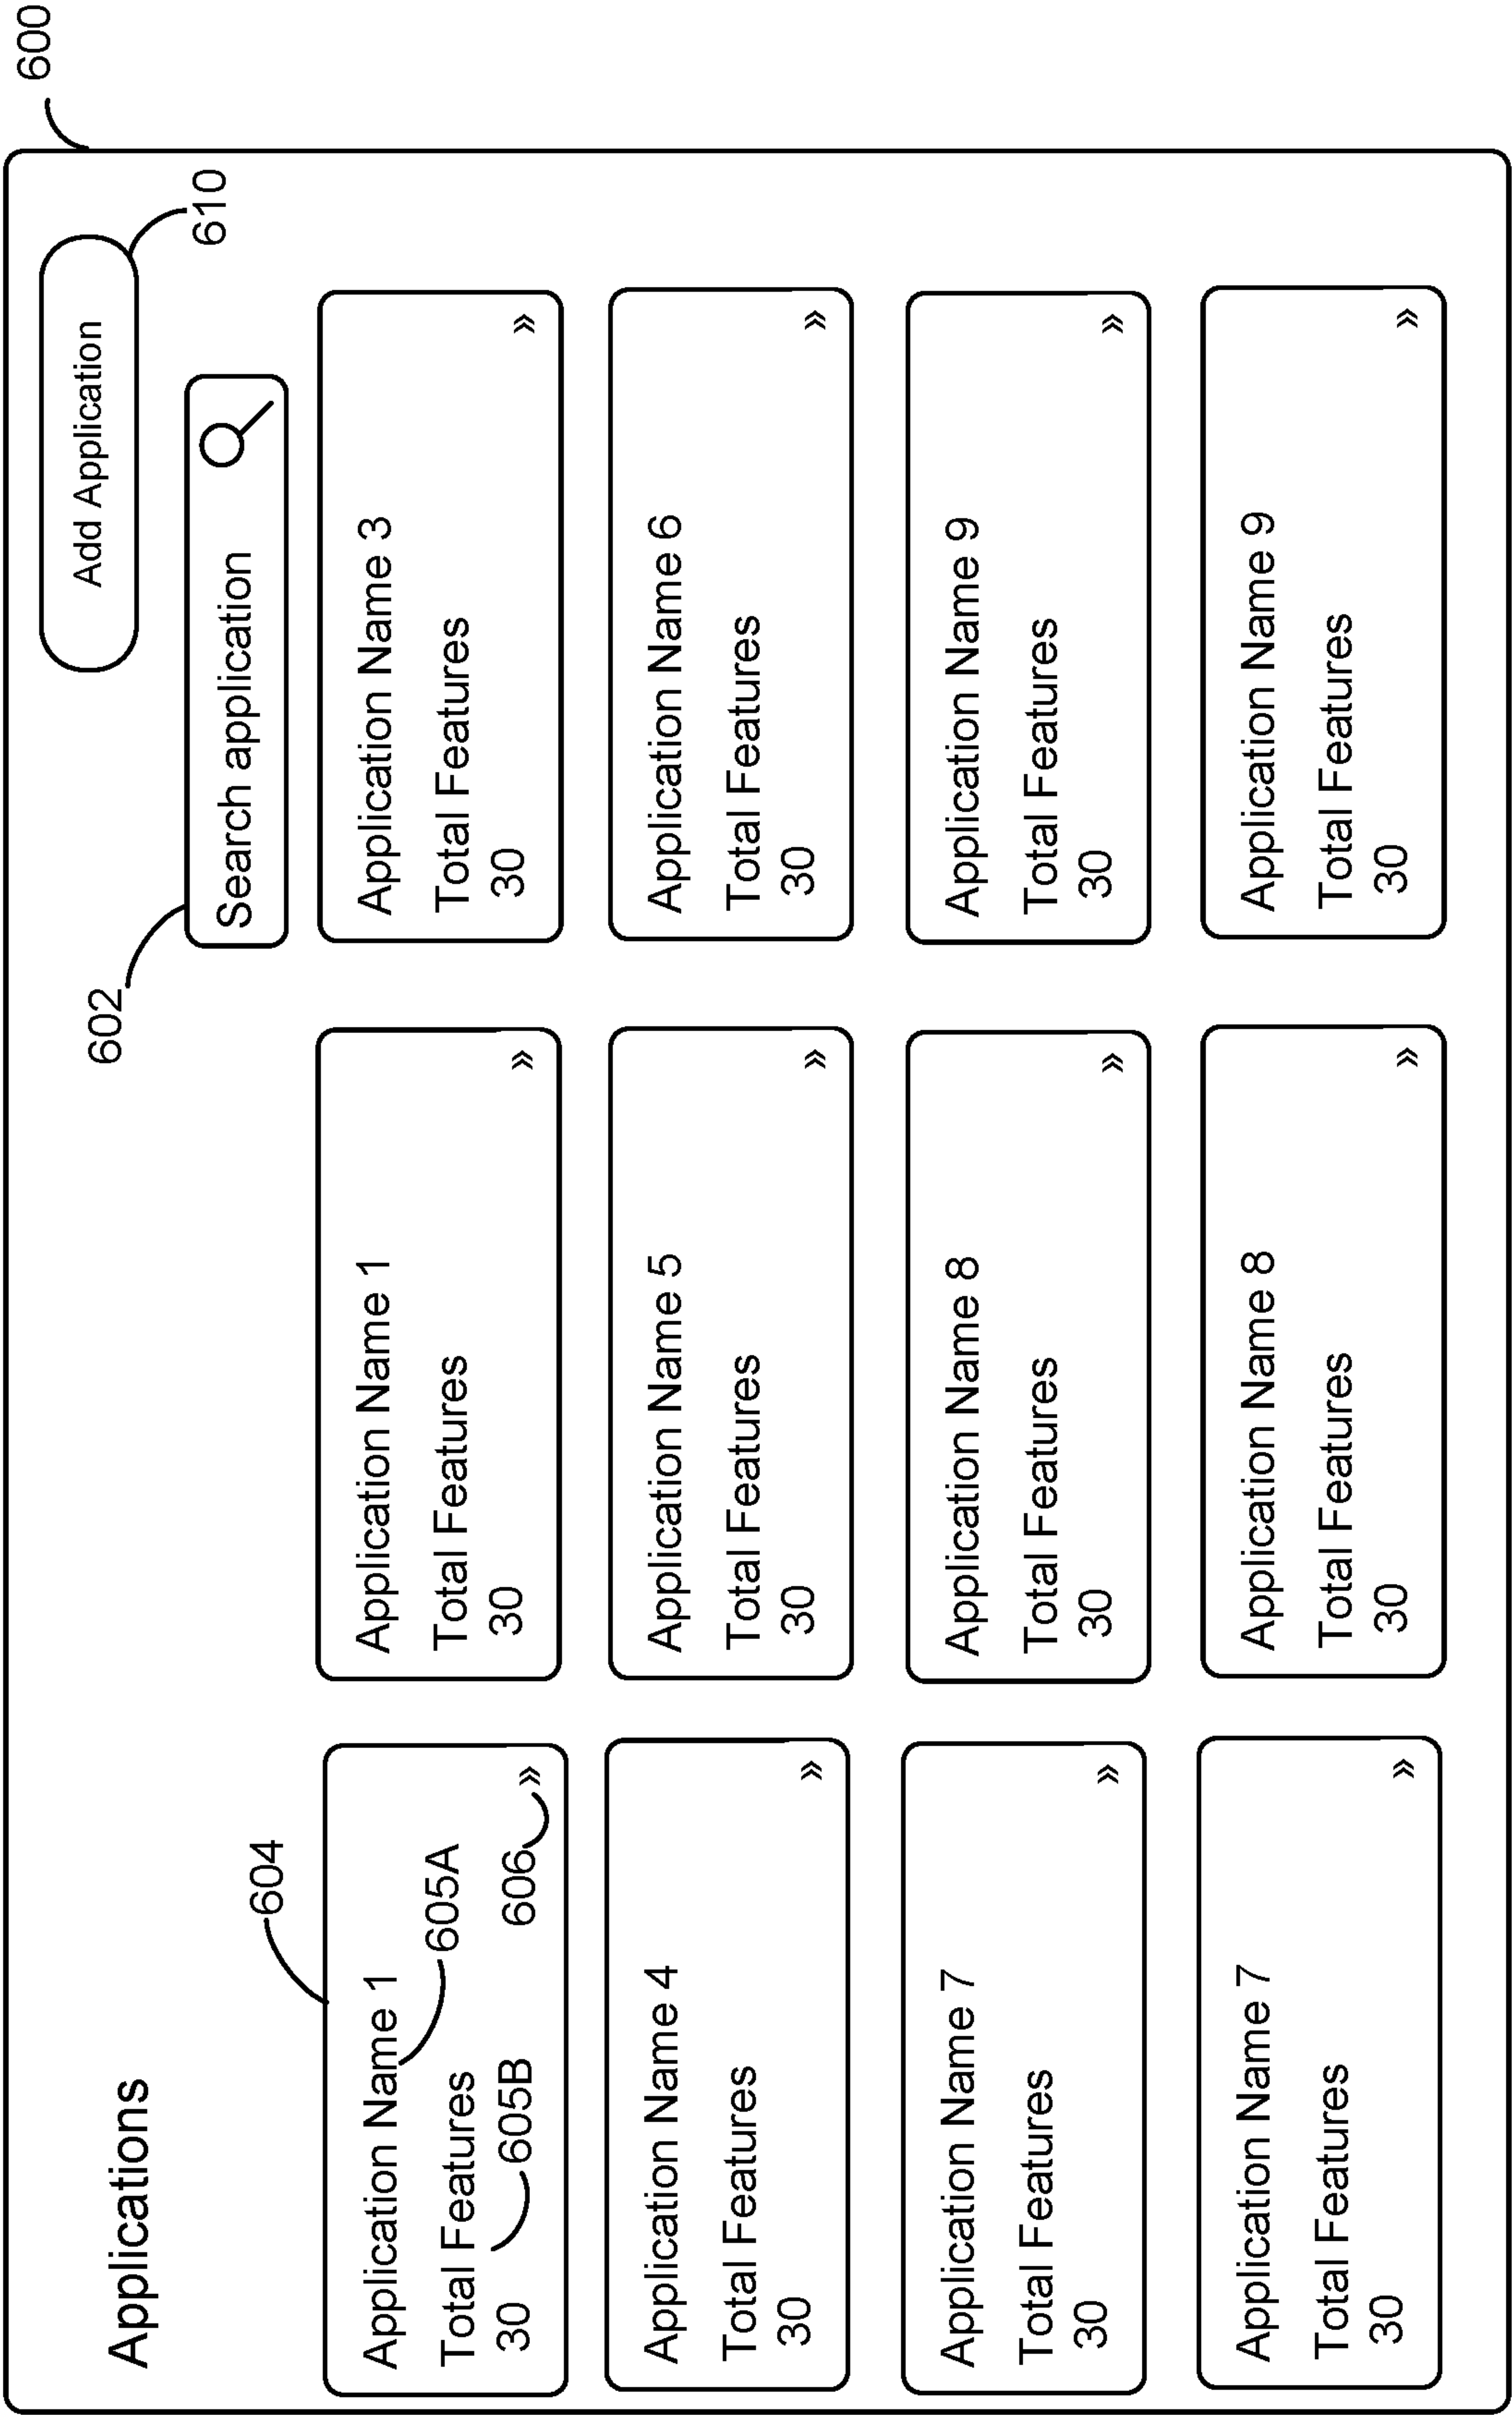 600
Add Application
610
Applications
602
Search application
604
Application Name 1
605A
Total Features
605B
30
606
»
Application Name 1
Total Features
30
»
Application Name 3
Total Features
30
»
Application Name 4
Total Features
30
»
Application Name 5
Total Features
30
»
Application Name 6
Total Features
30
»
Application Name 7
Total Features
30
»
Application Name 8
Total Features
30
»
Application Name 9
Total Features
30
»
Application Name 7
Total Features
30
»
Application Name 8
Total Features
30
»
Application Name 9
Total Features
30
»